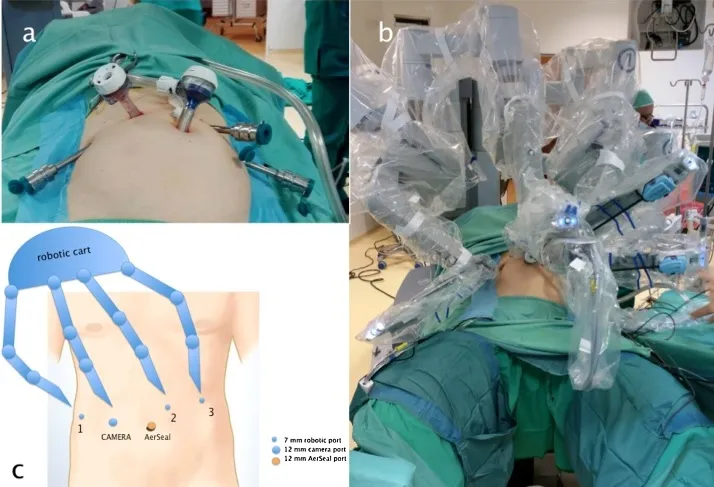 a
b
robotic cart
1
CAMERA
AerSeal
2
3
7 mm robotic port
12 mm camera port
12 mm AerSeal port
c